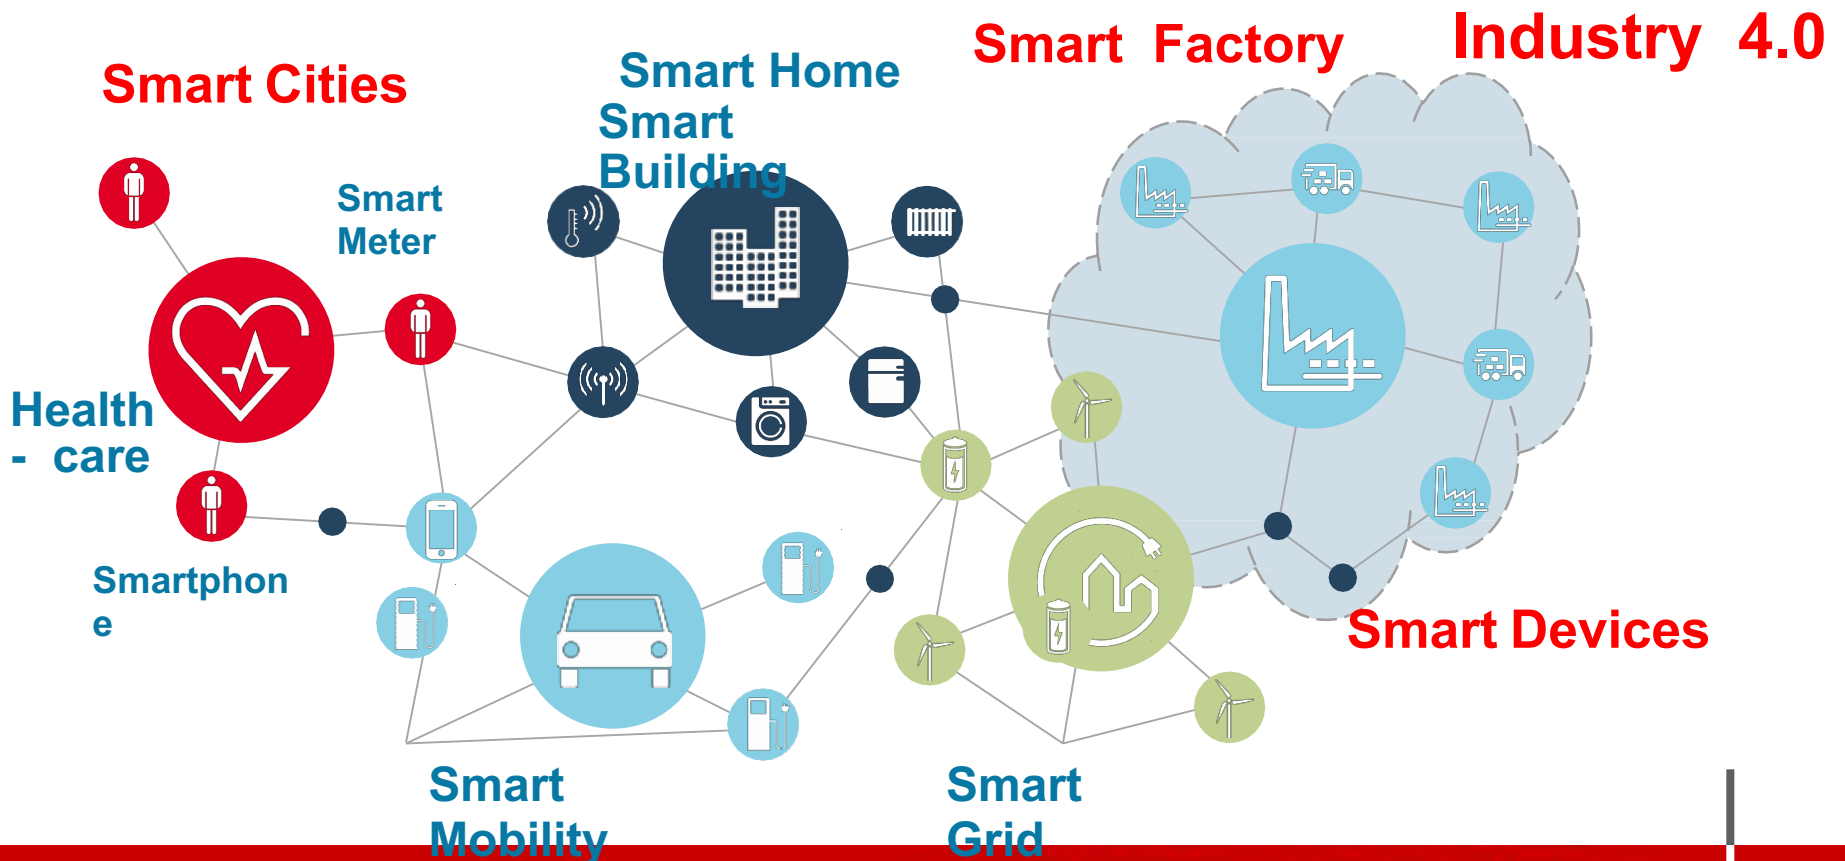 Industry 4.0
Smart Factory
Smart Home
Smart Cities
Smart
Building
Smart
Meter
Health
- care
Smartphon
e
Smart Devices
Smart
Mobility
Smart
Grid